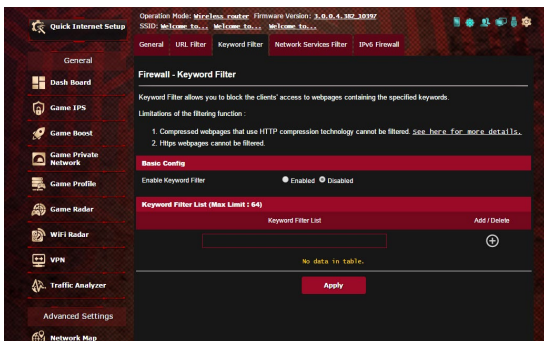 Quick Internet Setup
Operation Mode: Wireless router Firmware Version: 3.0.0.4.382_10397
SSID: Welcome to... Welcome to... Welcome to...
General URL Filter Keyword Filter Network Services Filter IPv6 Firewall
General
Dash Board
Game IPS
Game Boost
Game Private Network
Game Profile
Game Radar
WiFi Radar
VPN
Traffic Analyzer
Advanced Settings
Network Map
Firewall - Keyword Filter
Keyword Filter allows you to block the clients' access to webpages containing the specified keywords.
Limitations of the filtering function :
1. Compressed webpages that use HTTP compression technology cannot be filtered. See here for more details.
2. Https webpages cannot be filtered.
Basic Config
Enable Keyword Filter Enabled Disabled
Keyword Filter List (Max Limit : 64)
Keyword Filter List Add / Delete
No data in table.
Apply